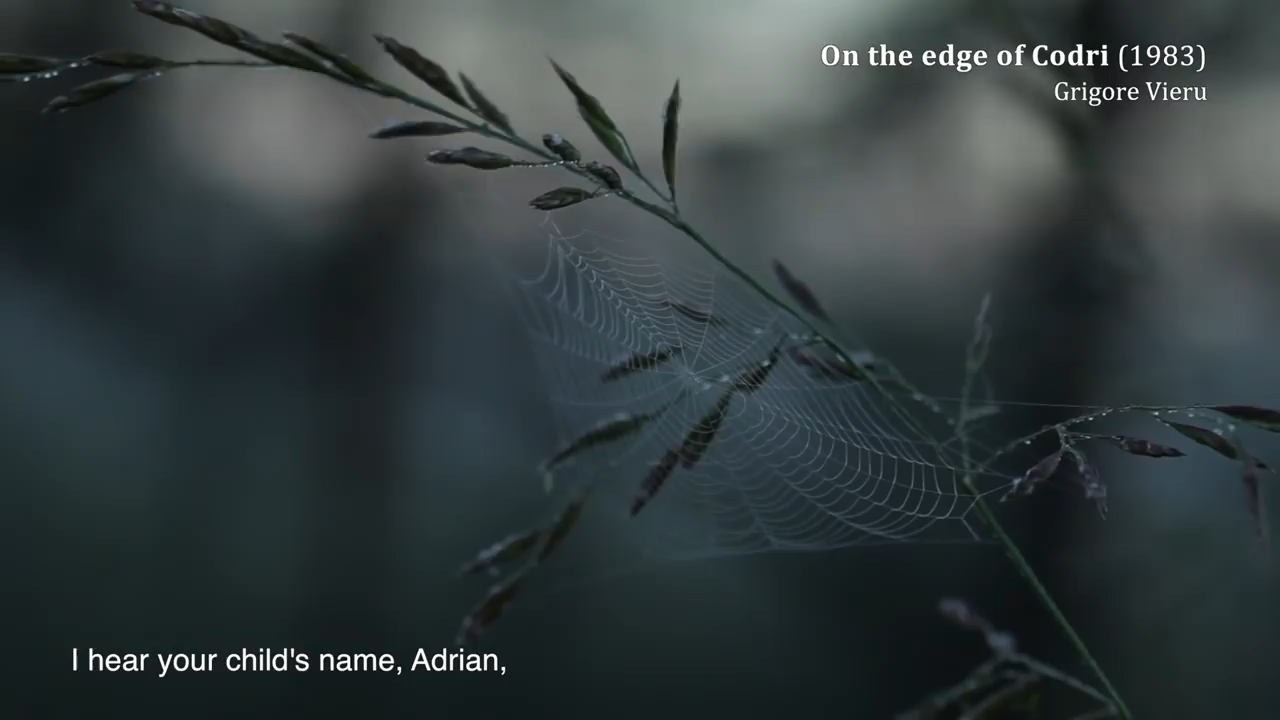 On the edge of Codri (1983)
Grigore Vieru
I hear your child's name, Adrian,